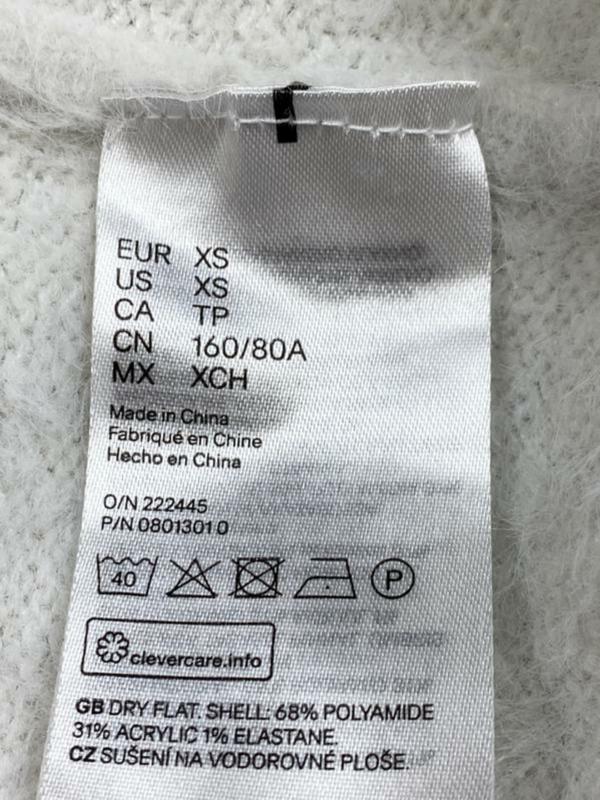 EUR XS
US XS
CA TP
CN 160/80A
MX XCH
Made in China
Fabriqué en Chine
Hecho en China
O/N 222445
P/N 0801301 0
40
P
clevercare.info
GB DRY FLAT. SHELL: 68% POLYAMIDE
31% ACRYLIC 1% ELASTANE.
CZ SUŠENÍ NA VODOROVNÉ PLOŠE.